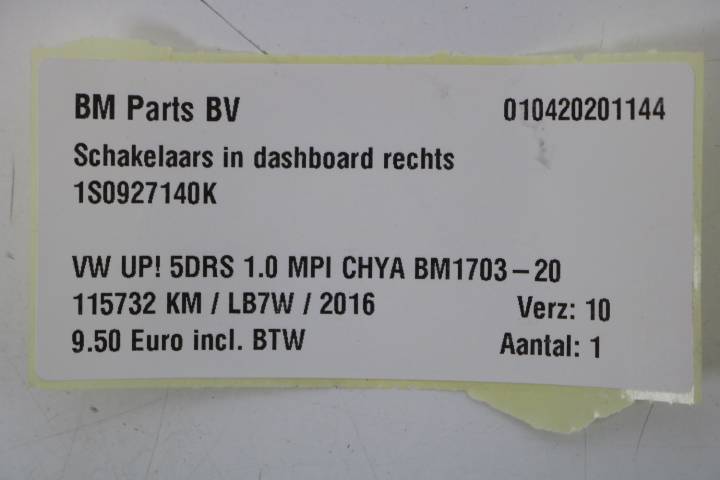 BM Parts BV 010420201144
Schakelaars in dashboard rechts
1S0927140K
VW UP! 5DRS 1.0 MPI CHYA BM1703-20
115732 KM / LB7W / 2016 Verz: 10
9.50 Euro incl. BTW Aantal: 1